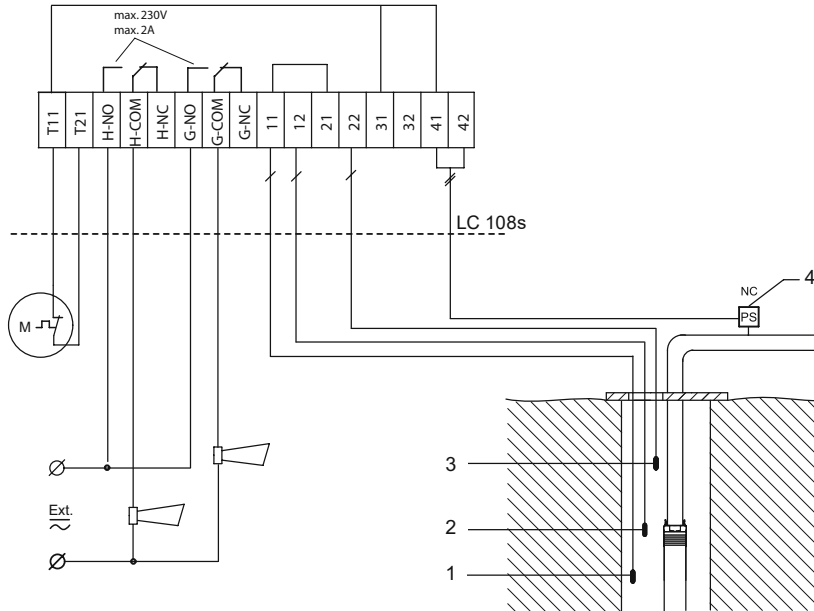 max. 230V
max. 2A
T11
T21
H-NO
H-COM
H-NC
G-NO
G-COM
G-NC
11
12
21
22
31
32
41
42
LC 108s
M
NC
4
PS
3
2
1
Ext.